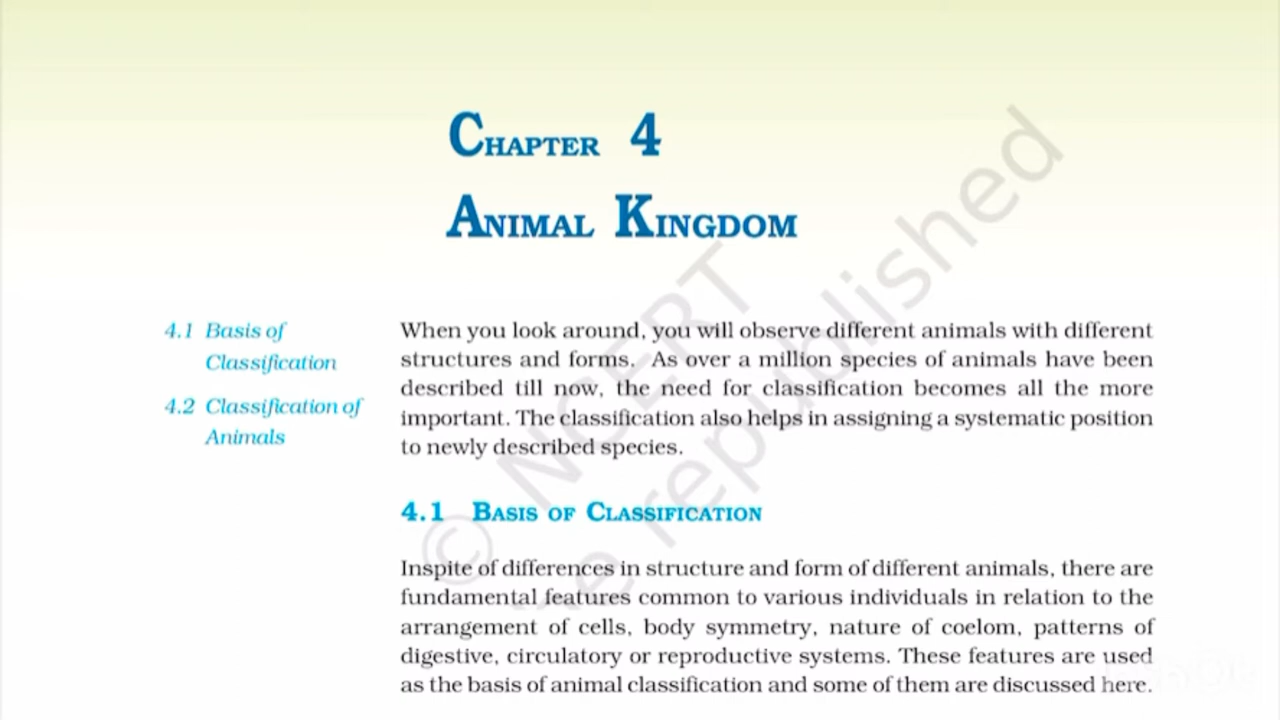 Chapter 4
Animal Kingdom
4.1 Basis of
Classification
4.2 Classification of
Animals
When you look around, you will observe different animals with different
structures and forms. As over a million species of animals have been
described till now, the need for classification becomes all the more
important. The classification also helps in assigning a systematic position
to newly described species.
4.1 Basis of Classification
Inspite of differences in structure and form of different animals, there are
fundamental features common to various individuals in relation to the
arrangement of cells, body symmetry, nature of coelom, patterns of
digestive, circulatory or reproductive systems. These features are used
as the basis of animal classification and some of them are discussed here.
© NCERT
republished